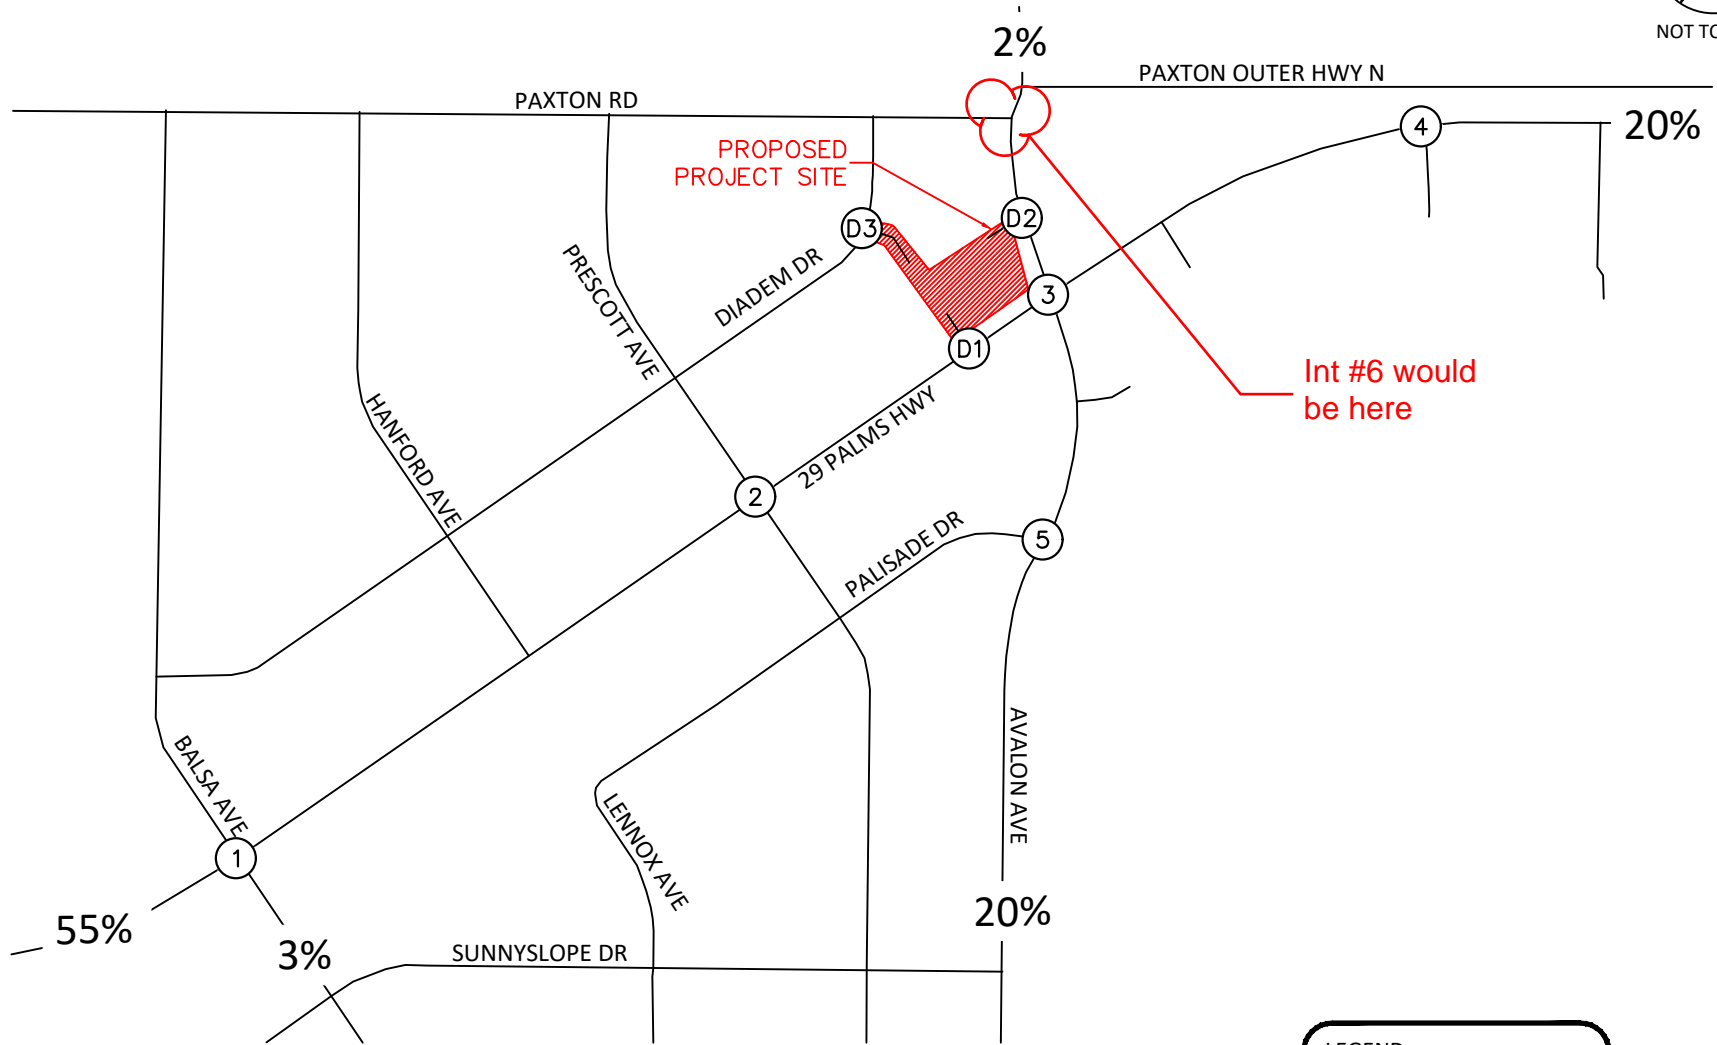 NOT TO
2%
PAXTON OUTER HWY N
PAXTON RD
4
20%
PROPOSED
PROJECT SITE
D3
D2
DIADEM DR
PRESCOTT AVE
3
D1
Int #6 would
be here
HANFORD AVE
29 PALMS HWY
2
PALISADE DR
5
BALSA AVE
LENNOX AVE
AVALON AVE
1
55%
3%
20%
SUNNYSLOPE DR
LEGEND